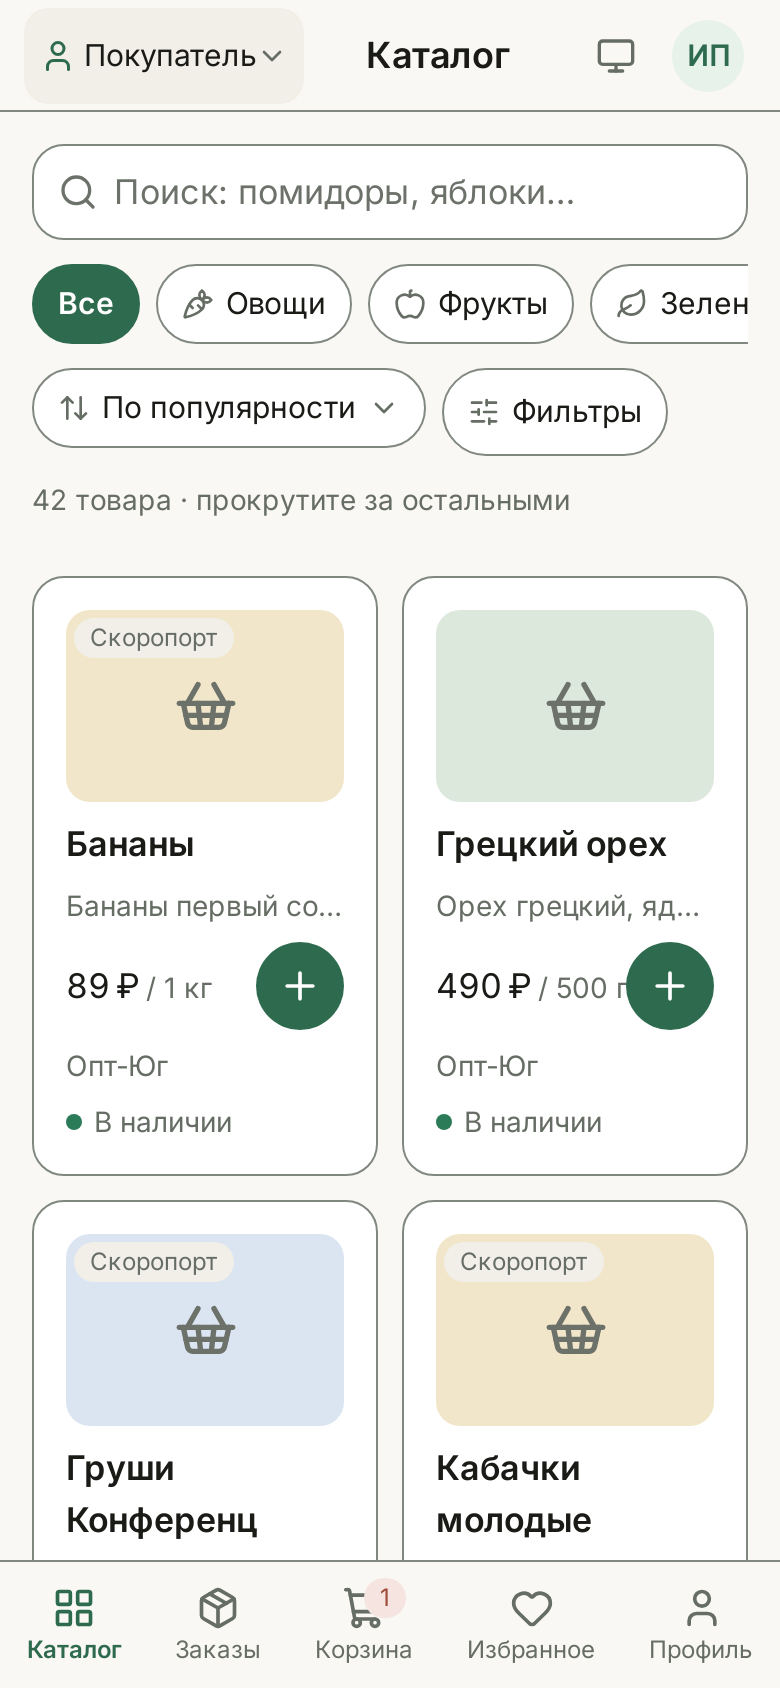 Покупатель
Каталог
ИП
Поиск: помидоры, яблоки...
Все
Овощи
Фрукты
Зелен
По популярности
Фильтры
42 товара · прокрутите за остальными
Скоропорт
Бананы
Бананы первый со...
89 ₽ / 1 кг
Опт-Юг
В наличии
Грецкий орех
Орех грецкий, яд...
490 ₽ / 500 г
Опт-Юг
В наличии
Скоропорт
Груши
Конференц
Скоропорт
Кабачки
молодые
Каталог
Заказы
1
Корзина
Избранное
Профиль